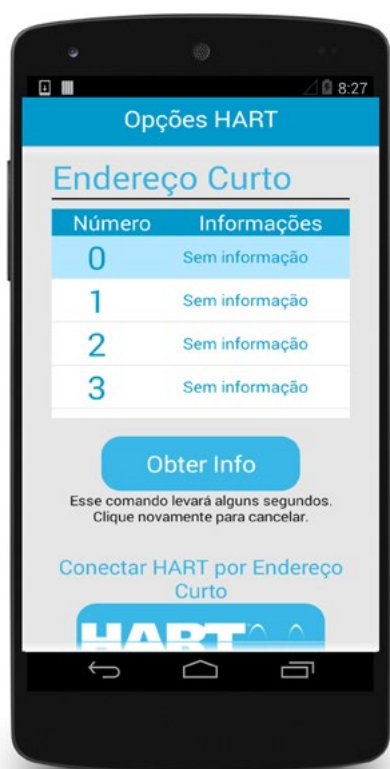 8:27
Opções HART
Endereço Curto
Número Informações
0 Sem informação
1 Sem informação
2 Sem informação
3 Sem informação
Obter Info
Esse comando levará alguns segundos.
Clique novamente para cancelar.
Conectar HART por Endereço
Curto
HART